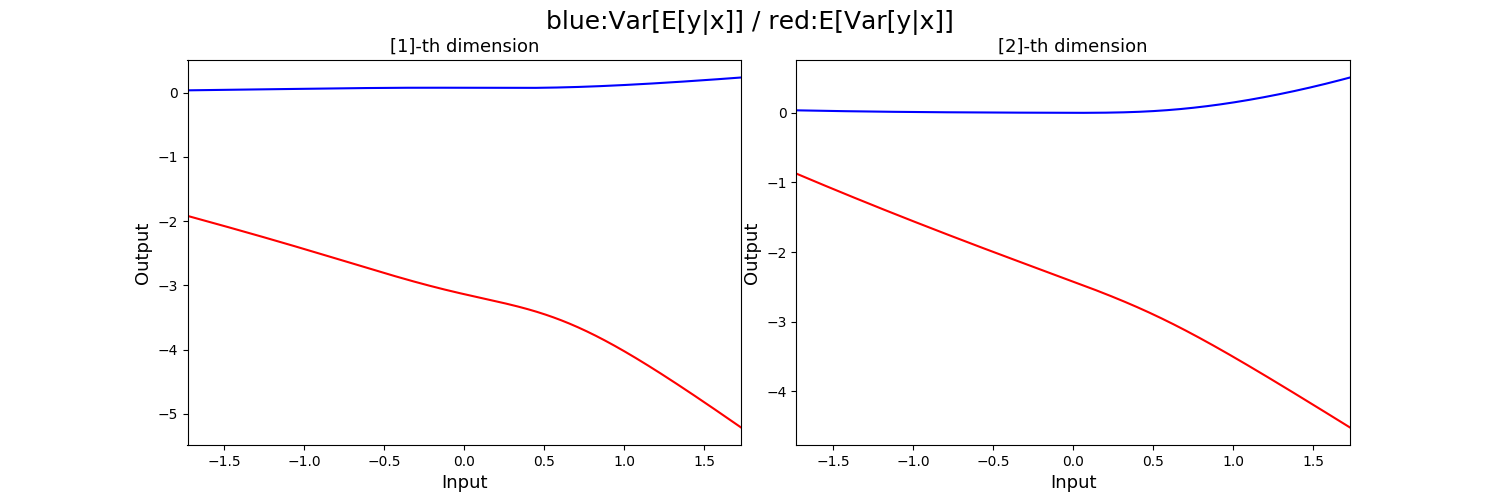 blue:Var[E[y|x]] / red:E[Var[y|x]]
[1]-th dimension
0
−1
−2
−3
−4
−5
Output
−1.5 −1.0 −0.5 0.0 0.5 1.0 1.5
Input
[2]-th dimension
0
−1
−2
−3
−4
Output
−1.5 −1.0 −0.5 0.0 0.5 1.0 1.5
Input